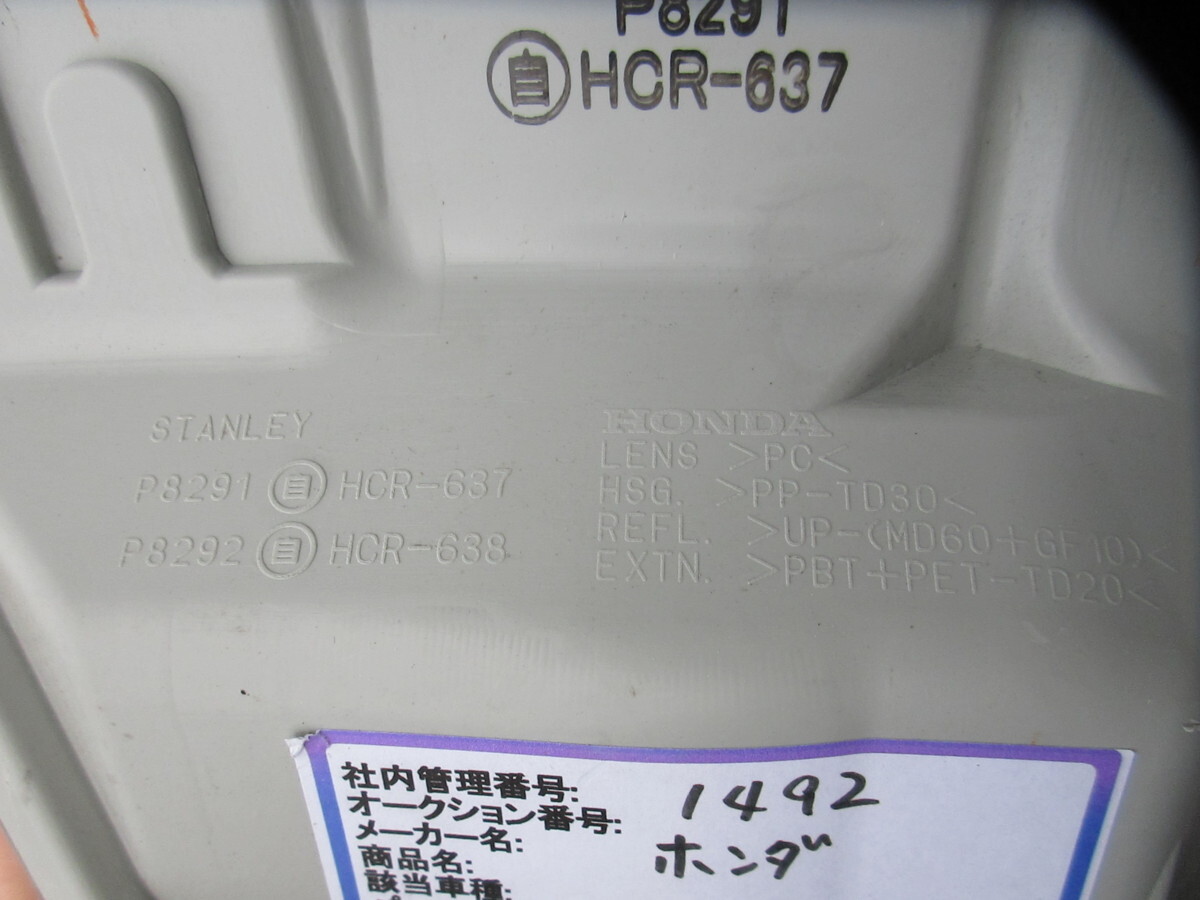 P8291
自 HCR-637
STANLEY
P8291 自 HCR-637
P8292 自 HCR-638
HONDA
LENS >PC<
HSG. >PP-TD30<
REFL. >UP-(MD60+GF10)<
EXTN. >PBT+PET-TD20<
社内管理番号: 1492
オークション番号:
メーカー名: ホンダ
商品名:
該当車種: